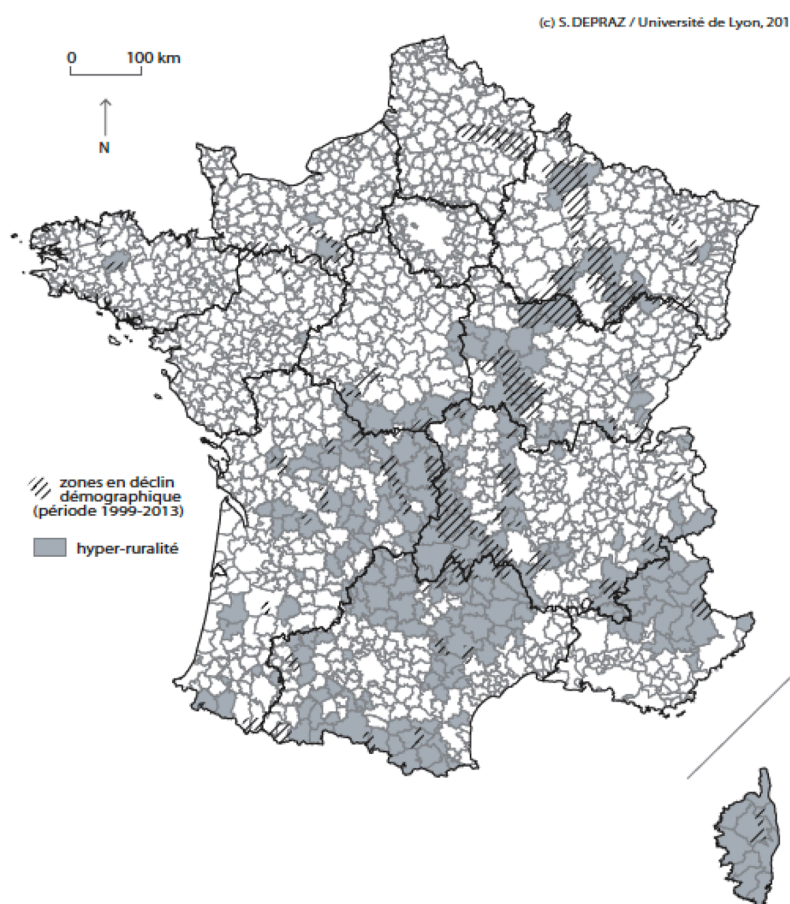 (c) S. DEPRAZ / Université de Lyon, 201
0 100 km
N
zones en déclin
démographique
(période 1999-2013)
hyper-ruralité